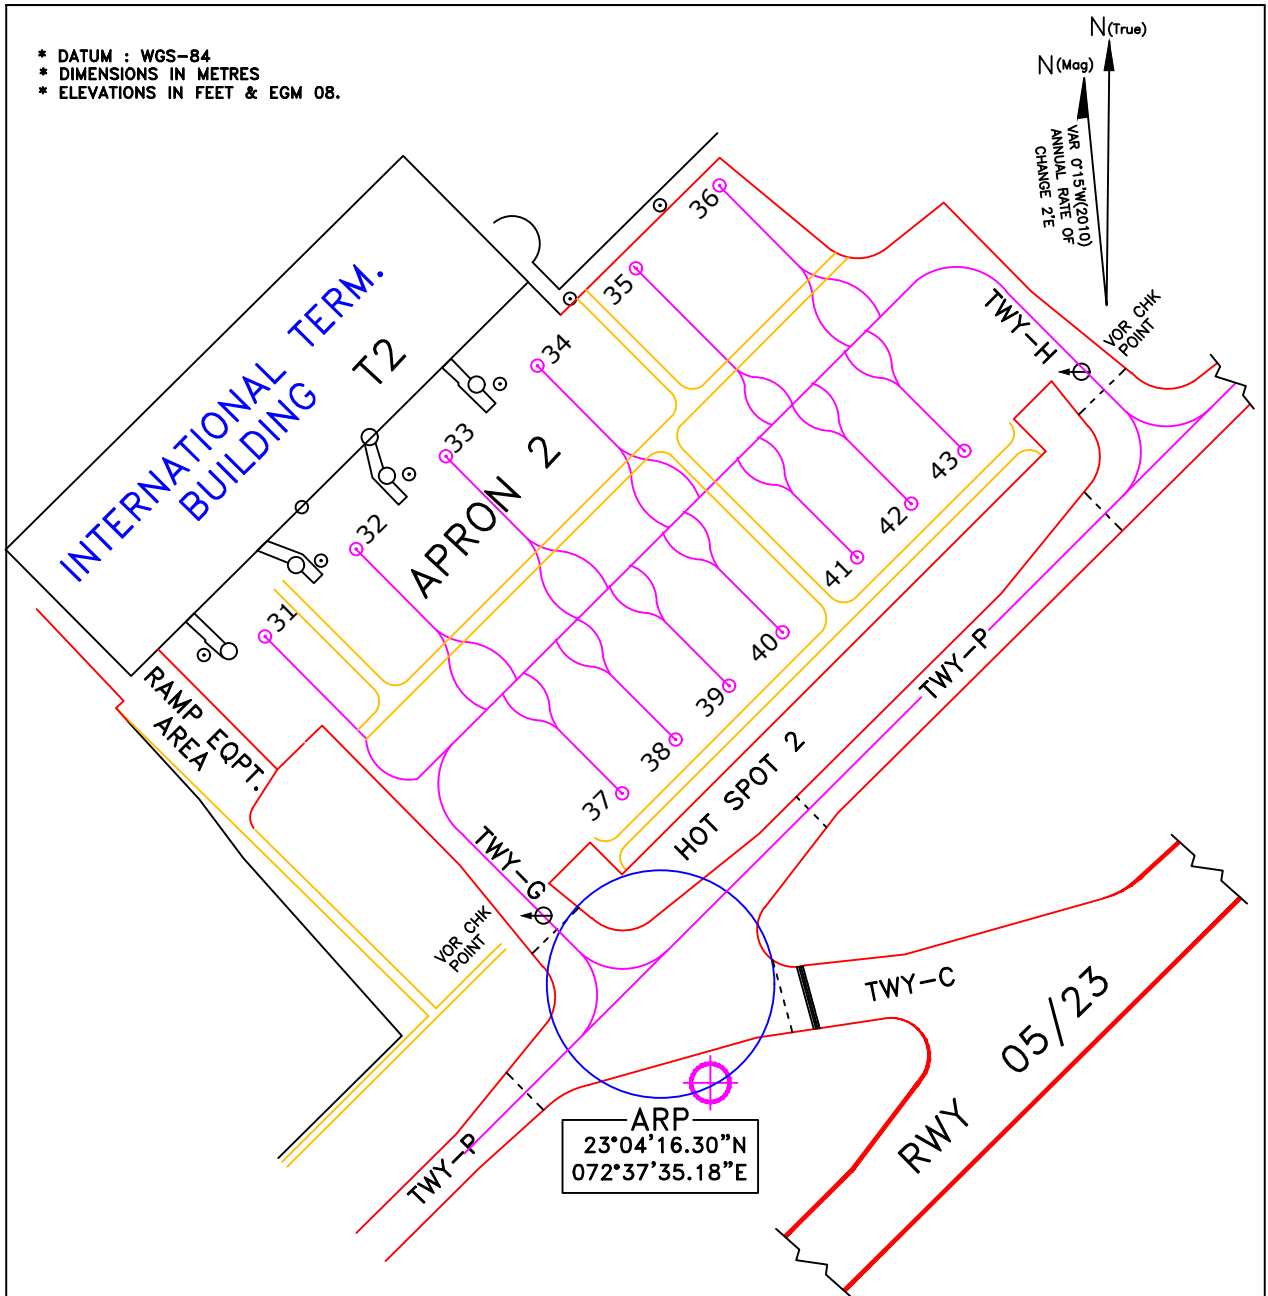 * DATUM : WGS-84
* DIMENSIONS IN METRES
* ELEVATIONS IN FEET & EGM 08.
N(True)
N(Mag)
VAR 0°15'W(2010)
ANNUAL RATE OF
CHANGE 2'E
INTERNATIONAL TERM.
BUILDING
T2
APRON 2
36
35
34
33
32
31
43
42
41
40
39
38
37
TWY-H
VOR CHK
POINT
RAMP EQPT.
AREA
TWY-P
HOT SPOT 2
TWY-G
VOR CHK
POINT
TWY-C
RWY 05/23
TWY-P
ARP
23°04'16.30"N
072°37'35.18"E